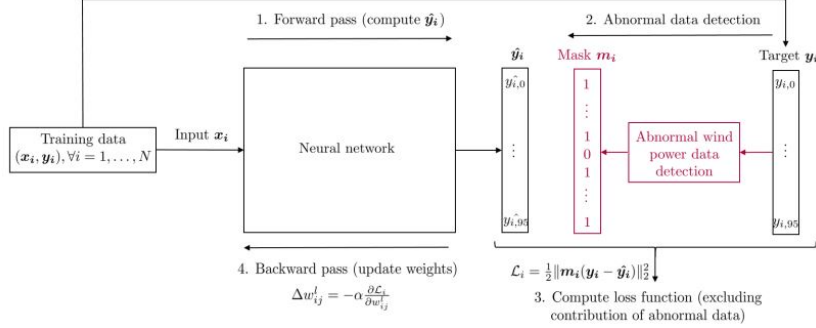 1. Forward pass (compute ŷᵢ)
2. Abnormal data detection
ŷᵢ
Mask mᵢ
Target yᵢ
Training data
(xᵢ, yᵢ), ∀i = 1, . . . , N
Input xᵢ
Neural network
ŷᵢ,₀
⋮
ŷᵢ,₉₅
1
⋮
1
0
1
⋮
1
Abnormal wind
power data
detection
yᵢ,₀
⋮
yᵢ,₉₅
4. Backward pass (update weights)
Δwˡᵢⱼ = −α ∂ℒᵢ/∂wˡᵢⱼ
ℒᵢ = ½‖mᵢ(yᵢ − ŷᵢ)‖₂²
3. Compute loss function (excluding
contribution of abnormal data)